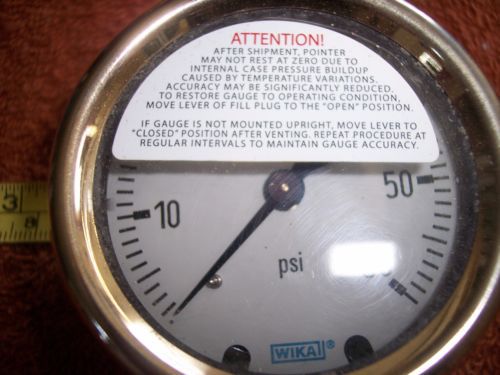 ATTENTION!
AFTER SHIPMENT, POINTER
MAY NOT REST AT ZERO DUE TO
INTERNAL CASE PRESSURE BUILDUP
CAUSED BY TEMPERATURE VARIATIONS.
ACCURACY MAY BE SIGNIFICANTLY REDUCED.
TO RESTORE GAUGE TO OPERATING CONDITION,
MOVE LEVER OF FILL PLUG TO THE "OPEN" POSITION.
IF GAUGE IS NOT MOUNTED UPRIGHT, MOVE LEVER TO
"CLOSED" POSITION AFTER VENTING. REPEAT PROCEDURE AT
REGULAR INTERVALS TO MAINTAIN GAUGE ACCURACY.
50
3
10
psi
WIKA®